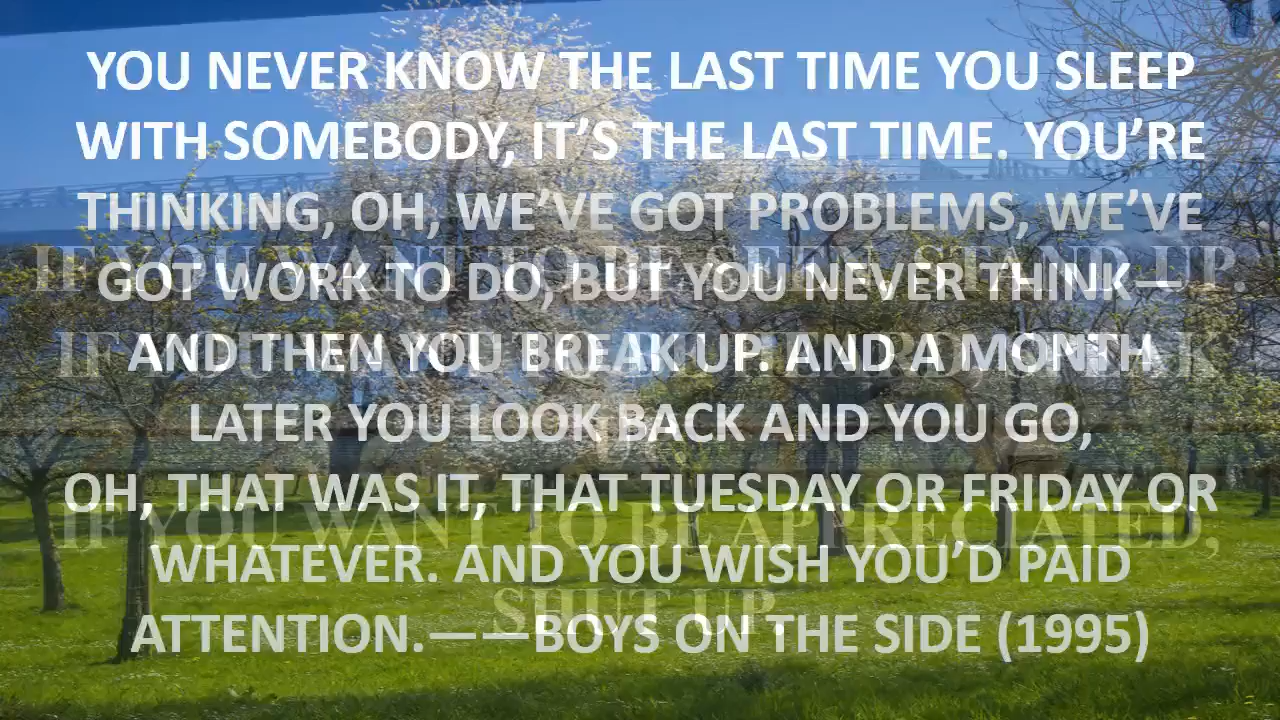 YOU NEVER KNOW THE LAST TIME YOU SLEEP
WITH SOMEBODY, IT’S THE LAST TIME. YOU’RE
THINKING, OH, WE’VE GOT PROBLEMS, WE’VE
GOT WORK TO DO, BUT YOU NEVER THINK—
AND THEN YOU BREAK UP. AND A MONTH
LATER YOU LOOK BACK AND YOU GO,
OH, THAT WAS IT, THAT TUESDAY OR FRIDAY OR
WHATEVER. AND YOU WISH YOU’D PAID
ATTENTION.——BOYS ON THE SIDE (1995)
IF YOU WANT TO BE SEEN, STAND UP.
IF YOU
IF YOU WANT TO BE APPRECIATED,
SHUT UP.